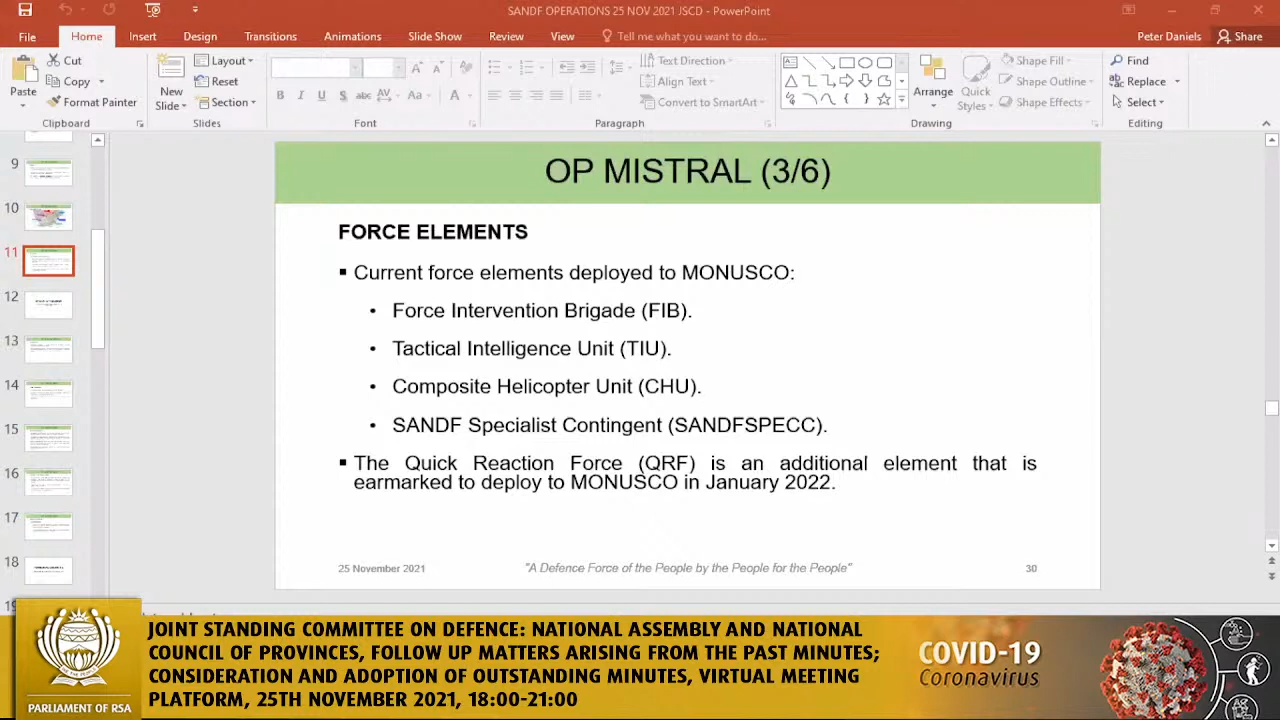 SANDF OPERATIONS 25 NOV 2021 JSCD - PowerPoint
File Home Insert Design Transitions Animations Slide Show Review View Tell me what you want to do... Peter Daniels Share
Paste
Cut
Copy
Format Painter
Clipboard
New Slide
Layout
Reset
Section
Slides
B I U S abc AV Aa A
Font
Text Direction
Align Text
Convert to SmartArt
Paragraph
Arrange
Quick Styles
Shape Fill
Shape Outline
Shape Effects
Drawing
Find
Replace
Select
Editing
9
10
11
12
13
14
15
16
17
18
OP MISTRAL (3/6)
FORCE ELEMENTS
▪ Current force elements deployed to MONUSCO:
• Force Intervention Brigade (FIB).
• Tactical Intelligence Unit (TIU).
• Composite Helicopter Unit (CHU).
• SANDF Specialist Contingent (SANDFSPECC).
▪ The Quick Reaction Force (QRF) is an additional element that is
earmarked to deploy to MONUSCO in January 2022.
25 November 2021 "A Defence Force of the People by the People for the People" 30
PARLIAMENT OF RSA
JOINT STANDING COMMITTEE ON DEFENCE: NATIONAL ASSEMBLY AND NATIONAL
COUNCIL OF PROVINCES, FOLLOW UP MATTERS ARISING FROM THE PAST MINUTES;
CONSIDERATION AND ADOPTION OF OUTSTANDING MINUTES, VIRTUAL MEETING
PLATFORM, 25TH NOVEMBER 2021, 18:00-21:00
COVID-19
Coronavirus